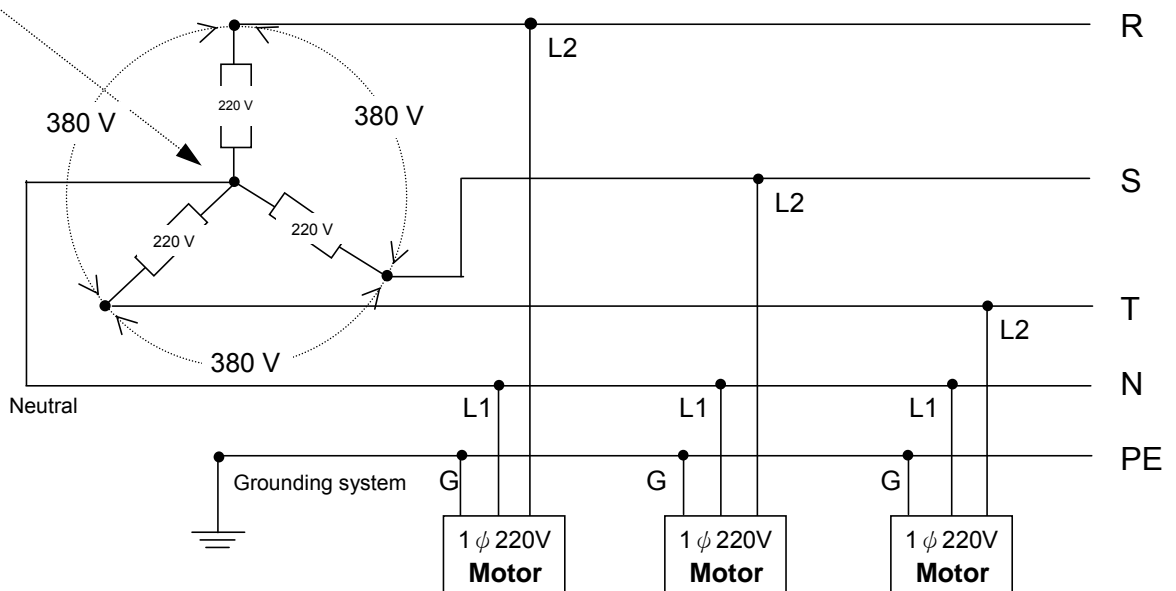 R
L2
220 V
380 V
380 V
S
L2
220 V
220 V
T
L2
380 V
N
Neutral
L1
L1
L1
PE
Grounding system
G
G
G
1 ϕ 220V
Motor
1 ϕ 220V
Motor
1 ϕ 220V
Motor